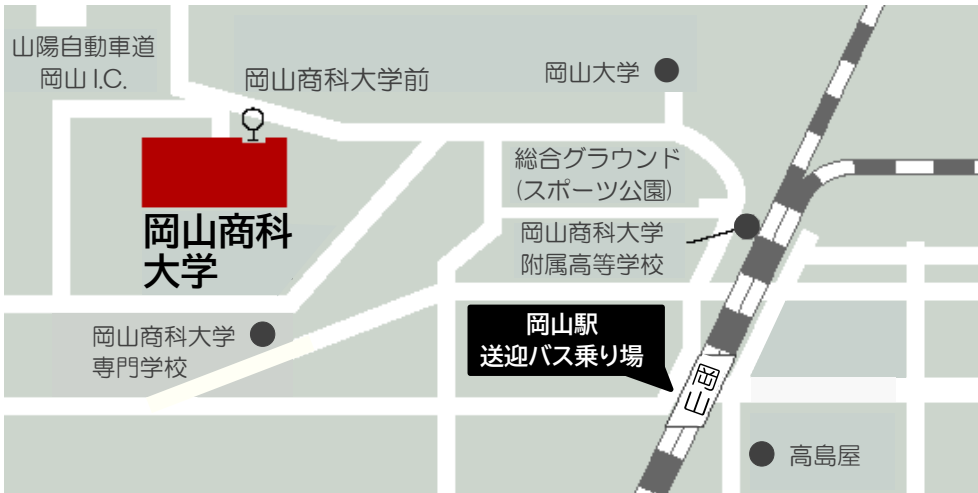 山陽自動車道
岡山 I.C.
岡山商科大学前
岡山大学
総合グラウンド
(スポーツ公園)
岡山商科
大学
岡山商科大学
附属高等学校
岡山商科大学
専門学校
岡山駅
送迎バス乗り場
岡山
高島屋